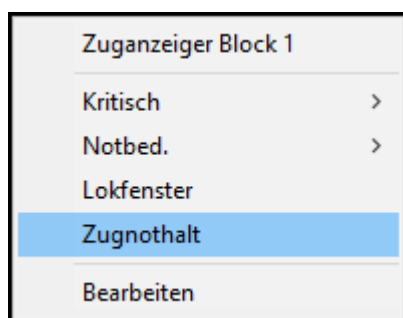 Zuganzeiger Block 1
Kritisch
Notbed.
Lokfenster
Zugnothalt
Bearbeiten